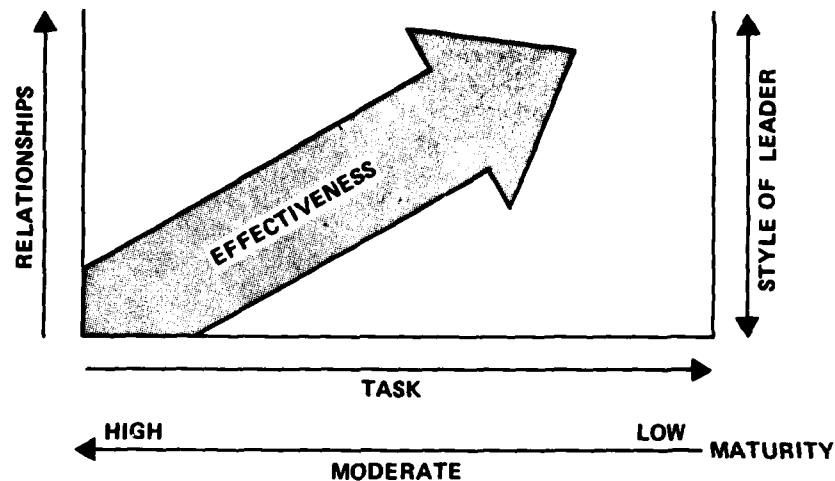 RELATIONSHIPS
EFFECTIVENESS
STYLE OF LEADER
TASK
HIGH
LOW
MATURITY
MODERATE